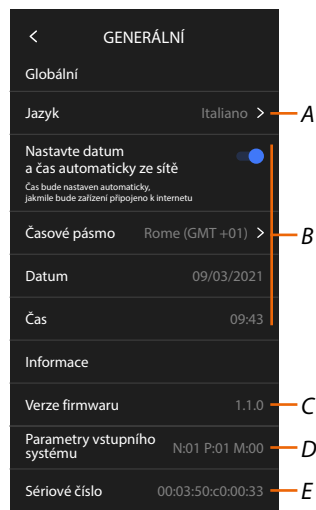 < GENERÁLNÍ
Globální
Jazyk Italiano > A
Nastavte datum
a čas automaticky ze sítě
Čas bude nastaven automaticky,
jakmile bude zařízení připojeno k internetu
Časové pásmo Rome (GMT +01) > B
Datum 09/03/2021
Čas 09:43
Informace
Verze firmwaru 1.1.0 C
Parametry vstupního
systému N:01 P:01 M:00 D
Sériové číslo 00:03:50:c0:00:33 E